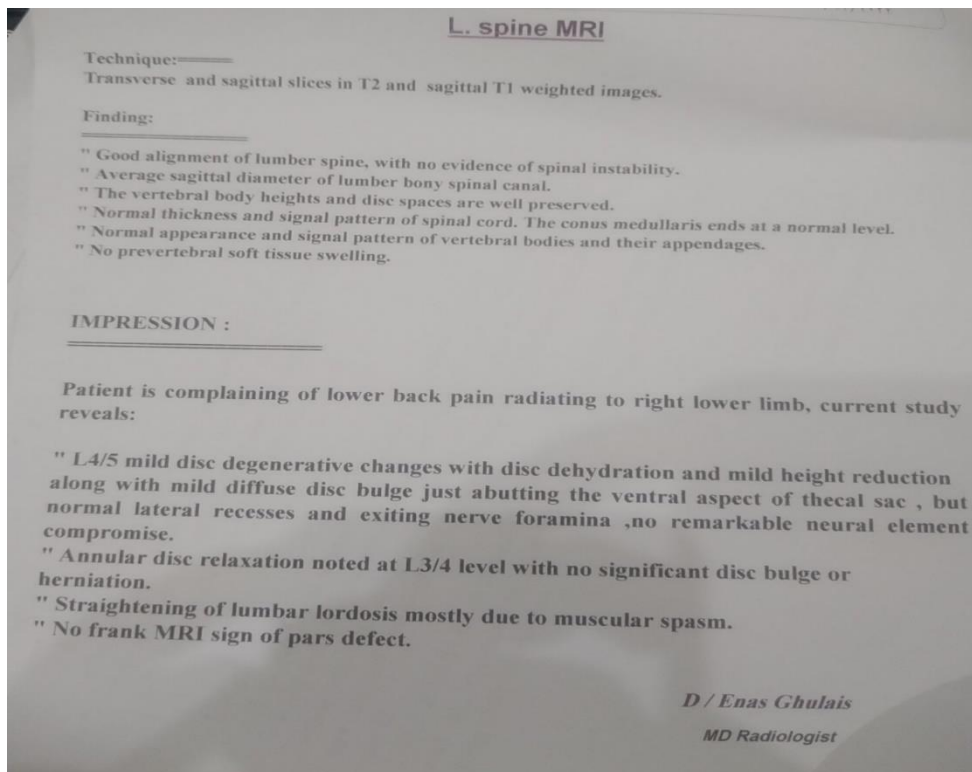 L. spine MRI
Technique:
Transverse and sagittal slices in T2 and sagittal T1 weighted images.
Finding:
" Good alignment of lumber spine, with no evidence of spinal instability.
" Average sagittal diameter of lumber bony spinal canal.
" The vertebral body heights and disc spaces are well preserved.
" Normal thickness and signal pattern of spinal cord. The conus medullaris ends at a normal level.
" Normal appearance and signal pattern of vertebral bodies and their appendages.
" No prevertebral soft tissue swelling.
IMPRESSION :
Patient is complaining of lower back pain radiating to right lower limb, current study
reveals:
" L4/5 mild disc degenerative changes with disc dehydration and mild height reduction
along with mild diffuse disc bulge just abutting the ventral aspect of thecal sac , but
normal lateral recesses and exiting nerve foramina ,no remarkable neural element
compromise.
" Annular disc relaxation noted at L3/4 level with no significant disc bulge or
herniation.
" Straightening of lumbar lordosis mostly due to muscular spasm.
" No frank MRI sign of pars defect.
D / Enas Ghulais
MD Radiologist